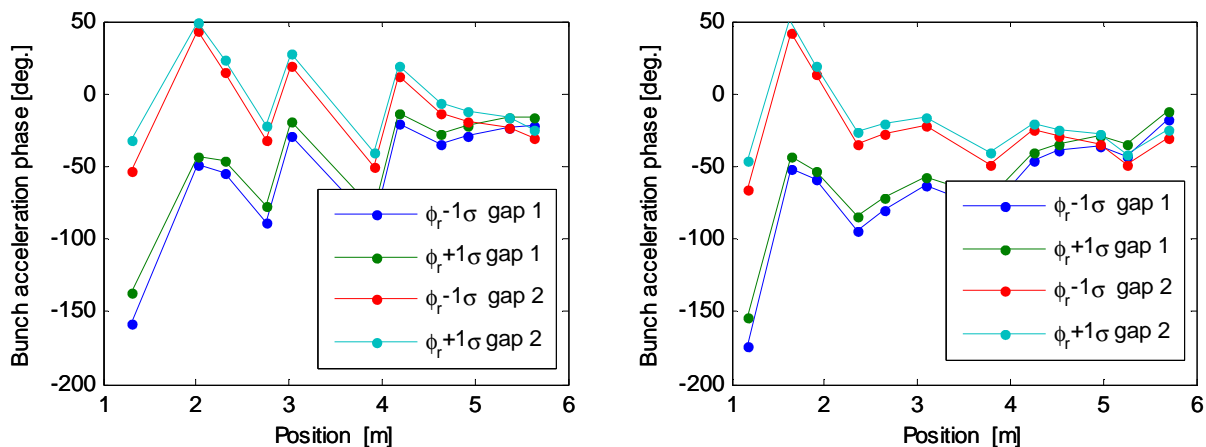 Bunch acceleration phase [deg.]
50
0
-50
-100
-150
-200
1 2 3 4 5 6
Position [m]
ϕr-1σ gap 1
ϕr+1σ gap 1
ϕr-1σ gap 2
ϕr+1σ gap 2
Bunch acceleration phase [deg.]
50
0
-50
-100
-150
-200
1 2 3 4 5 6
Position [m]
ϕr-1σ gap 1
ϕr+1σ gap 1
ϕr-1σ gap 2
ϕr+1σ gap 2